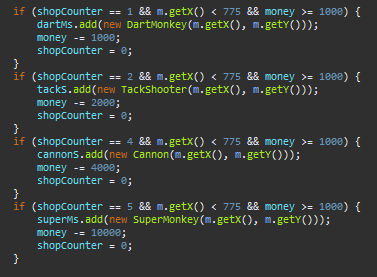 if (shopCounter == 1 && m.getX() < 775 && money >= 1000) {
dartMs.add(new DartMonkey(m.getX(), m.getY()));
money -= 1000;
shopCounter = 0;
}
if (shopCounter == 2 && m.getX() < 775 && money >= 1000) {
tackS.add(new TackShooter(m.getX(), m.getY()));
money -= 2000;
shopCounter = 0;
}
if (shopCounter == 4 && m.getX() < 775 && money >= 1000) {
cannonS.add(new Cannon(m.getX(), m.getY()));
money -= 4000;
shopCounter = 0;
}
if (shopCounter == 5 && m.getX() < 775 && money >= 1000) {
superMs.add(new SuperMonkey(m.getX(), m.getY()));
money -= 10000;
shopCounter = 0;
}